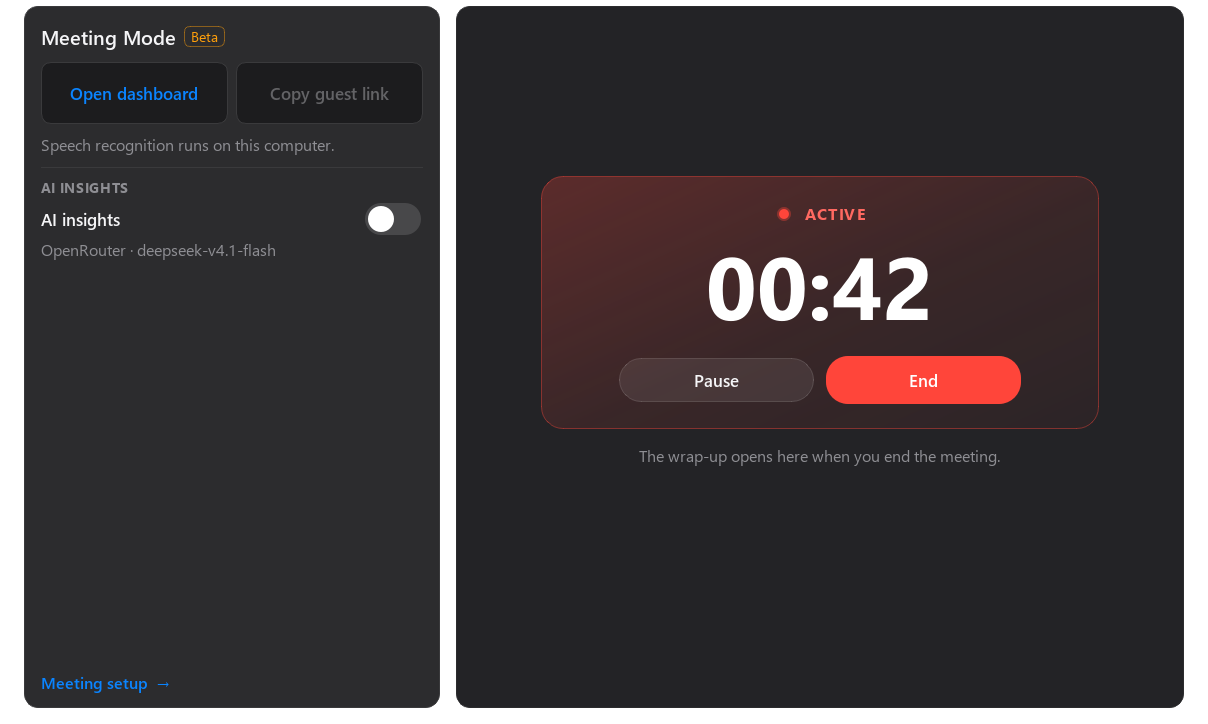 Meeting Mode Beta
Open dashboard
Copy guest link
Speech recognition runs on this computer.
AI INSIGHTS
AI insights
OpenRouter · deepseek-v4.1-flash
Meeting setup →
ACTIVE
00:42
Pause
End
The wrap-up opens here when you end the meeting.